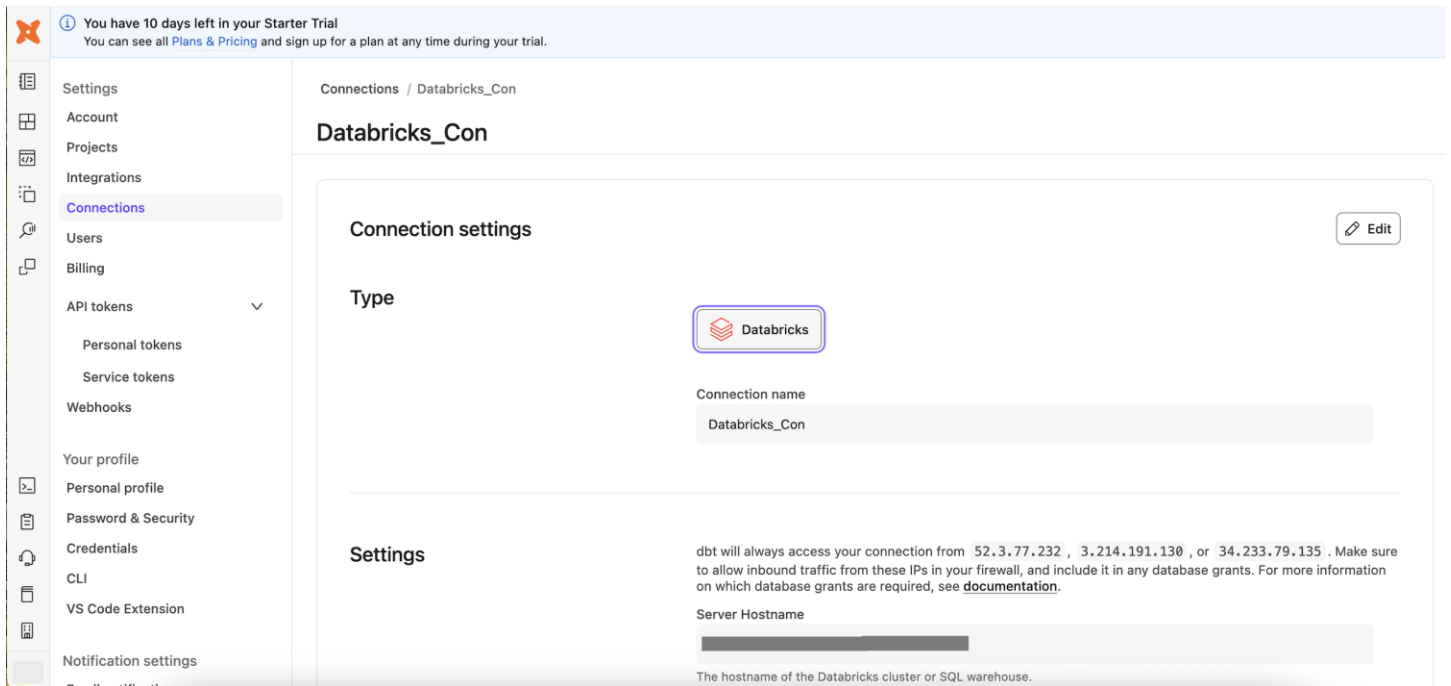 You have 10 days left in your Starter Trial
You can see all Plans & Pricing and sign up for a plan at any time during your trial.
Settings
Account
Projects
Integrations
Connections
Users
Billing
API tokens
Personal tokens
Service tokens
Webhooks
Your profile
Personal profile
Password & Security
Credentials
CLI
VS Code Extension
Notification settings
Connections / Databricks_Con
Databricks_Con
Connection settings
Edit
Type
Databricks
Connection name
Databricks_Con
Settings
dbt will always access your connection from 52.3.77.232 , 3.214.191.130 , or 34.233.79.135 . Make sure
to allow inbound traffic from these IPs in your firewall, and include it in any database grants. For more information
on which database grants are required, see documentation.
Server Hostname
The hostname of the Databricks cluster or SQL warehouse.